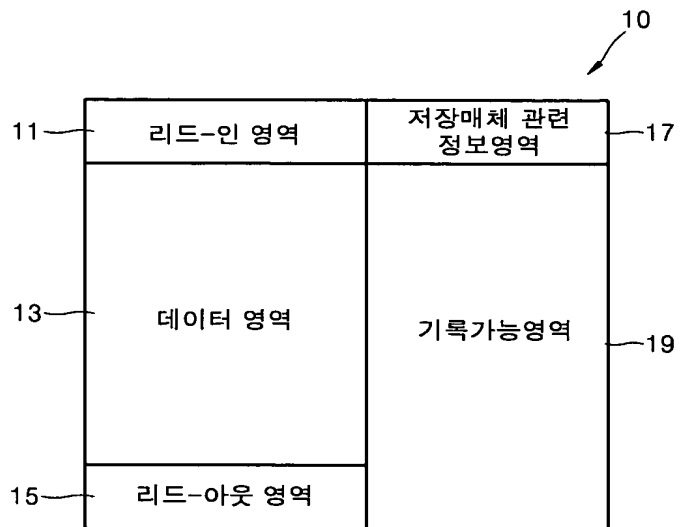 10
11
리드-인 영역
저장매체 관련
정보영역
17
13
데이터 영역
기록가능영역
19
15
리드-아웃 영역